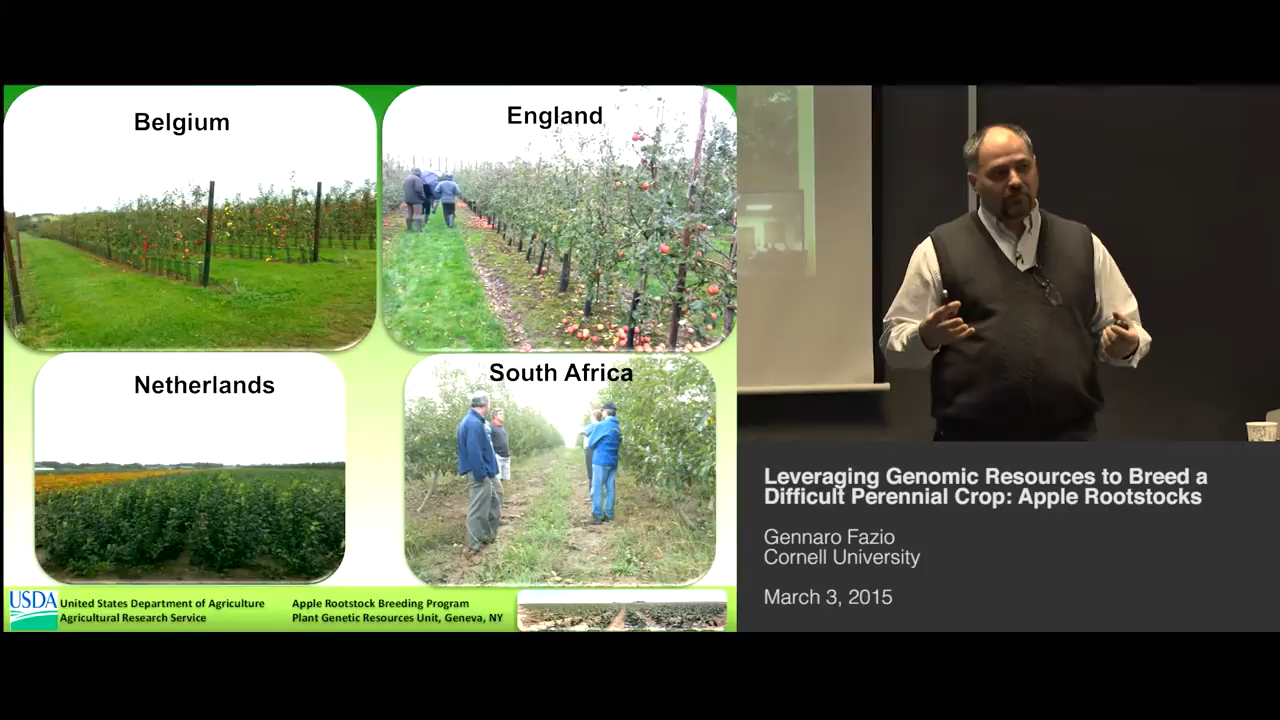 Belgium
England
Netherlands
South Africa
USDA
United States Department of Agriculture
Agricultural Research Service
Apple Rootstock Breeding Program
Plant Genetic Resources Unit, Geneva, NY
Leveraging Genomic Resources to Breed a
Difficult Perennial Crop: Apple Rootstocks
Gennaro Fazio
Cornell University
March 3, 2015